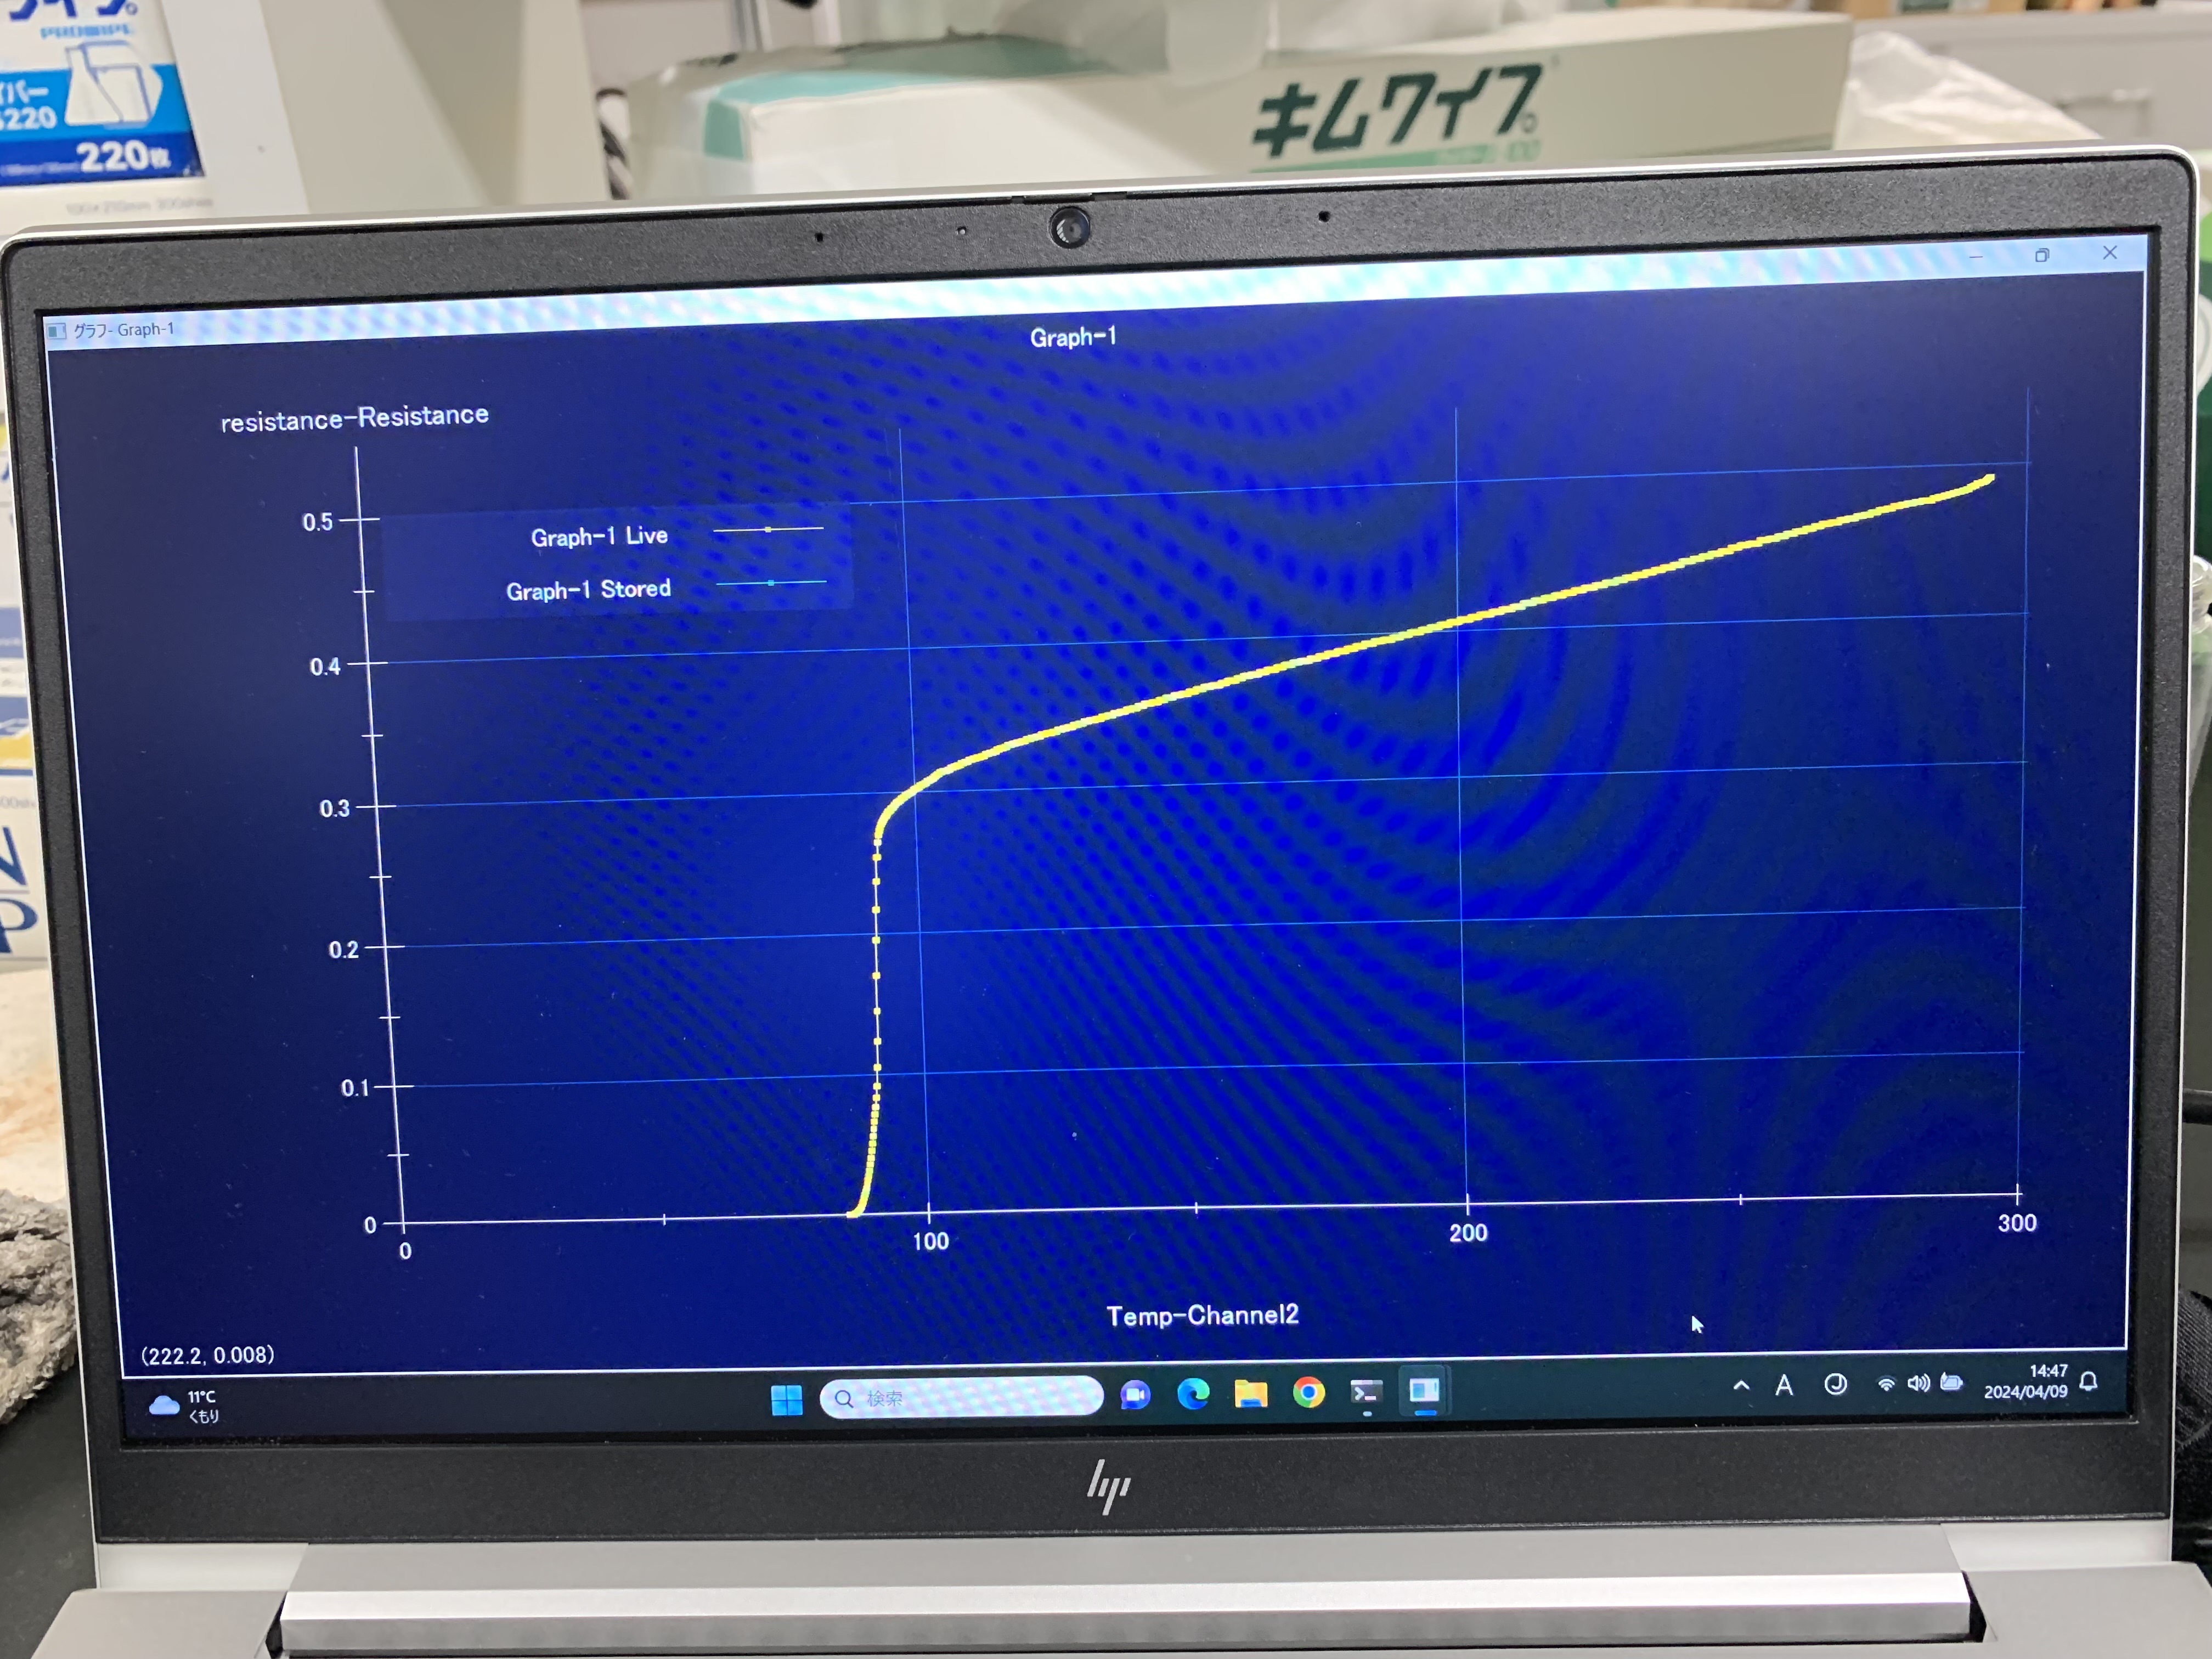 PROWIPE
220
220枚
キムワイプ
グラフ- Graph-1
Graph-1
resistance-Resistance
Graph-1 Live
Graph-1 Stored
0.5
0.4
0.3
0.2
0.1
0
0
100
200
300
Temp-Channel2
(222.2, 0.008)
11°C
くもり
検索
A
14:47
2024/04/09
hp